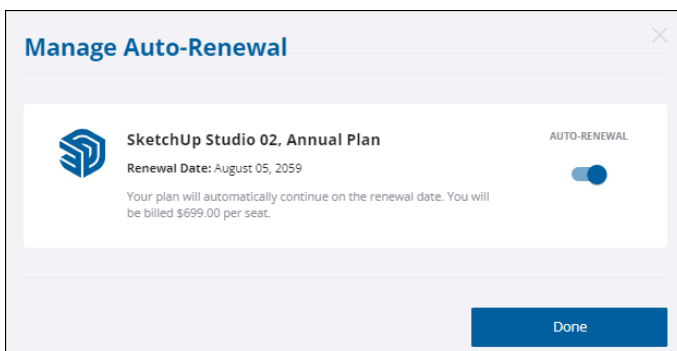 Manage Auto-Renewal
SketchUp Studio 02, Annual Plan
AUTO-RENEWAL
Renewal Date: August 05, 2059
Your plan will automatically continue on the renewal date. You will
be billed $699.00 per seat.
Done